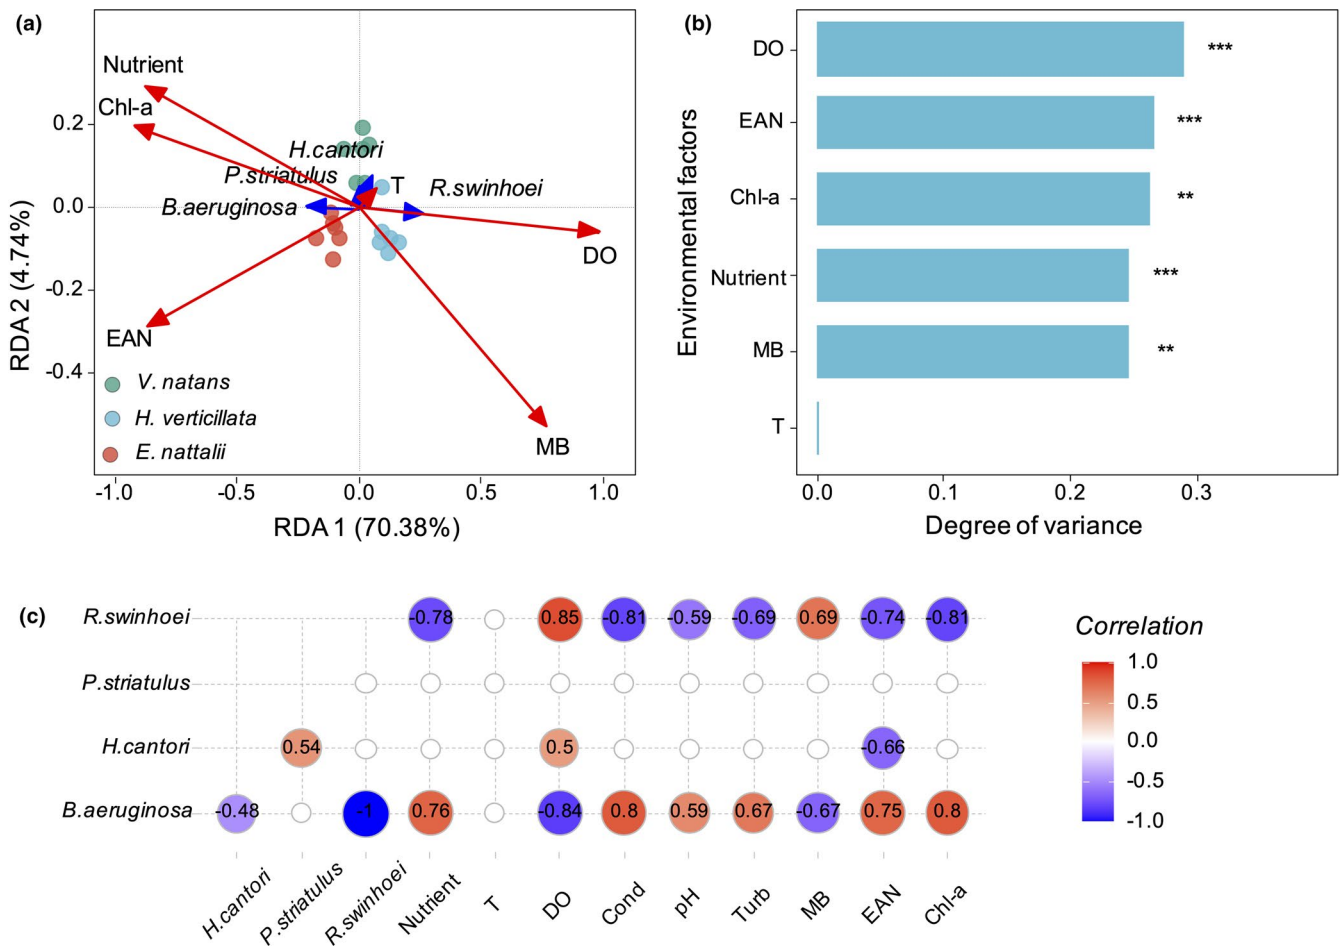 (a)
Nutrient
Chl-a
0.2
H.cantori
P.striatulus
T
R.swinhoei
0.0
B.aeruginosa
DO
-0.2
EAN
-0.4
V. natans
H. verticillata
E. nattalii
MB
RDA 2 (4.74%)
-1.0 -0.5 0.0 0.5 1.0
RDA 1 (70.38%)
(b)
DO ***
EAN ***
Chl-a **
Nutrient ***
MB **
T
Environmental factors
0.0 0.1 0.2 0.3
Degree of variance
(c)
R.swinhoei -0.78 0.85 -0.81 -0.59 -0.69 0.69 -0.74 -0.81
P.striatulus
H.cantori 0.54 0.5 -0.66
B.aeruginosa -0.48 -1 0.76 -0.84 0.8 0.59 0.67 -0.67 0.75 0.8
H.cantori P.striatulus R.swinhoei Nutrient T DO Cond pH Turb MB EAN Chl-a
Correlation
1.0
0.5
0.0
-0.5
-1.0